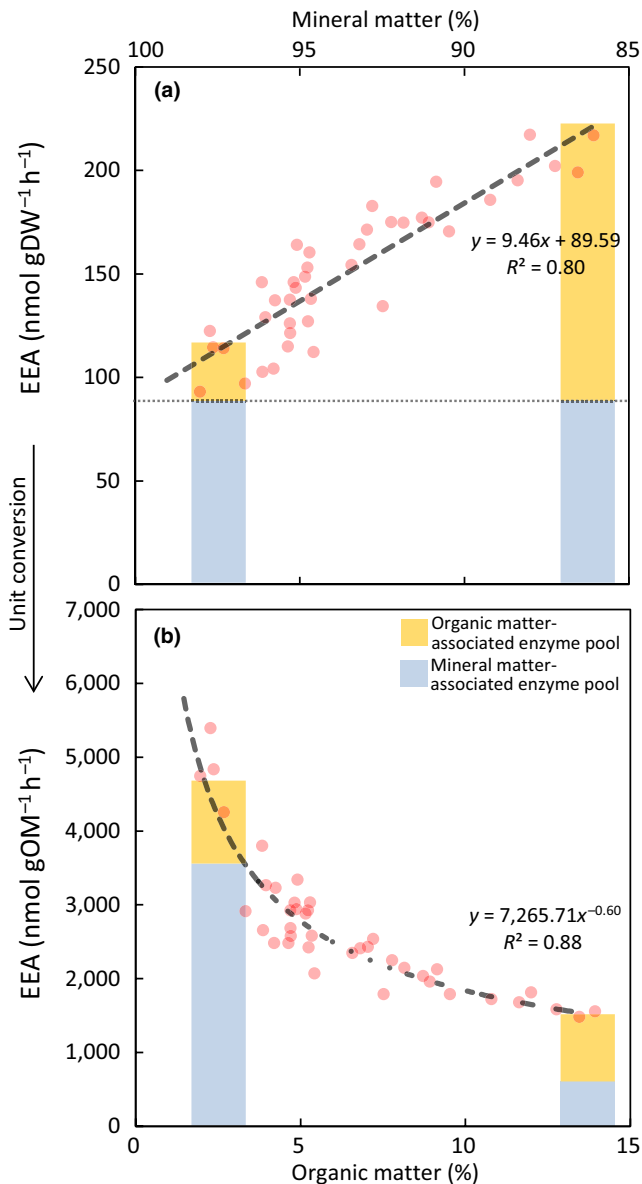 Mineral matter (%)
100 95 90 85
250
200
150
100
50
0
(a)
EEA (nmol gDW⁻¹ h⁻¹)
y = 9.46x + 89.59
R² = 0.80
Unit conversion
7,000
6,000
5,000
4,000
3,000
2,000
1,000
0
(b)
Organic matter-
associated enzyme pool
Mineral matter-
associated enzyme pool
EEA (nmol gOM⁻¹ h⁻¹)
y = 7,265.71x⁻⁰·⁶⁰
R² = 0.88
0 5 10 15
Organic matter (%)